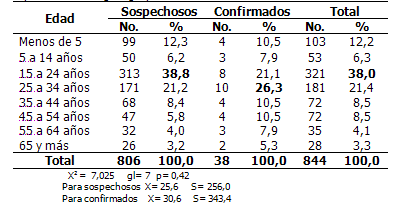 Edad Sospechosos Confirmados Total
No. % No. % No. %
Menos de 5 99 12,3 4 10,5 103 12,2
5.a 14 años 50 6,2 3 7,9 53 6,3
15.a 24 años 313 38,8 8 21,1 321 38,0
25.a 34 años 171 21,2 10 26,3 181 21,4
35.a 44 años 68 8,4 4 10,5 72 8,5
45.a 54 años 47 5,8 4 10,5 72 8,5
55.a 64 años 32 4,0 3 7,9 35 4,1
65 y más 26 3,2 2 5,3 28 3,3
Total 806 100,0 38 100,0 844 100,0
X² = 7,025 gl= 7 p= 0,42
Para sospechosos X= 25,6 S= 256,0
Para confirmados X= 30,6 S= 343,4